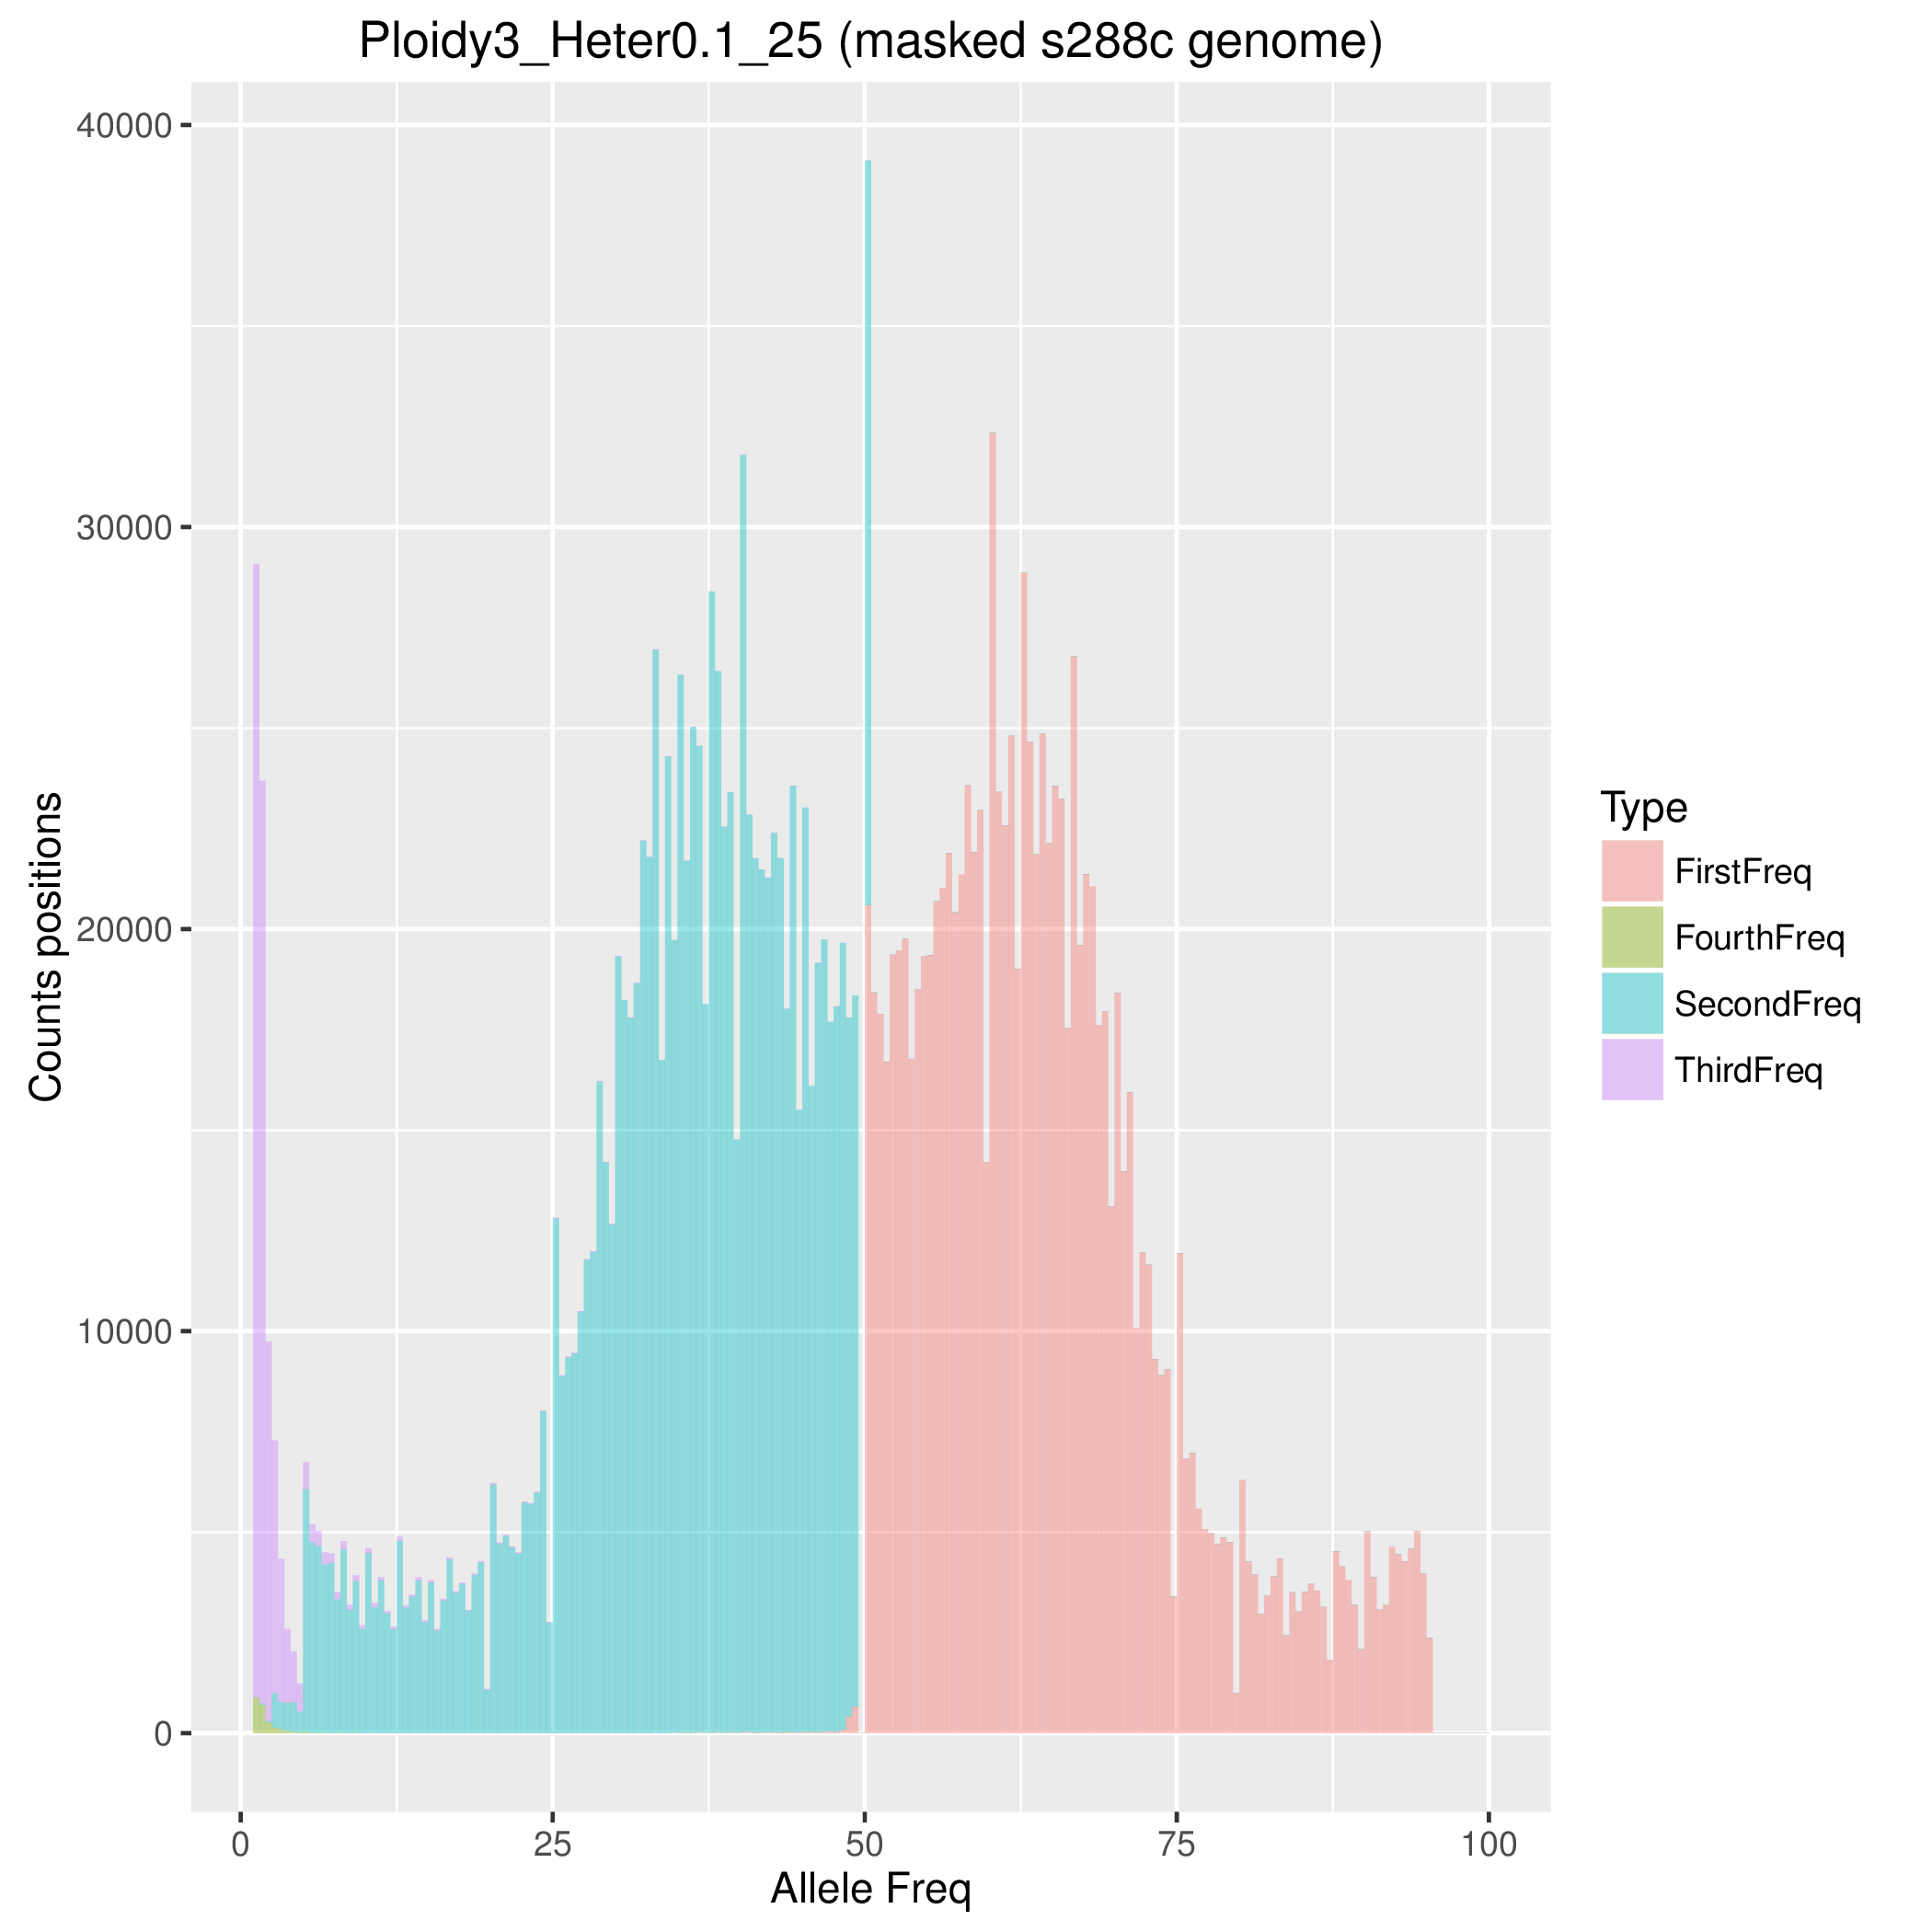 Ploidy3_Heter0.1_25 (masked s288c genome)
40000
30000
20000
10000
0
Counts positions
0 25 50 75 100
Allele Freq
Type
FirstFreq
FourthFreq
SecondFreq
ThirdFreq